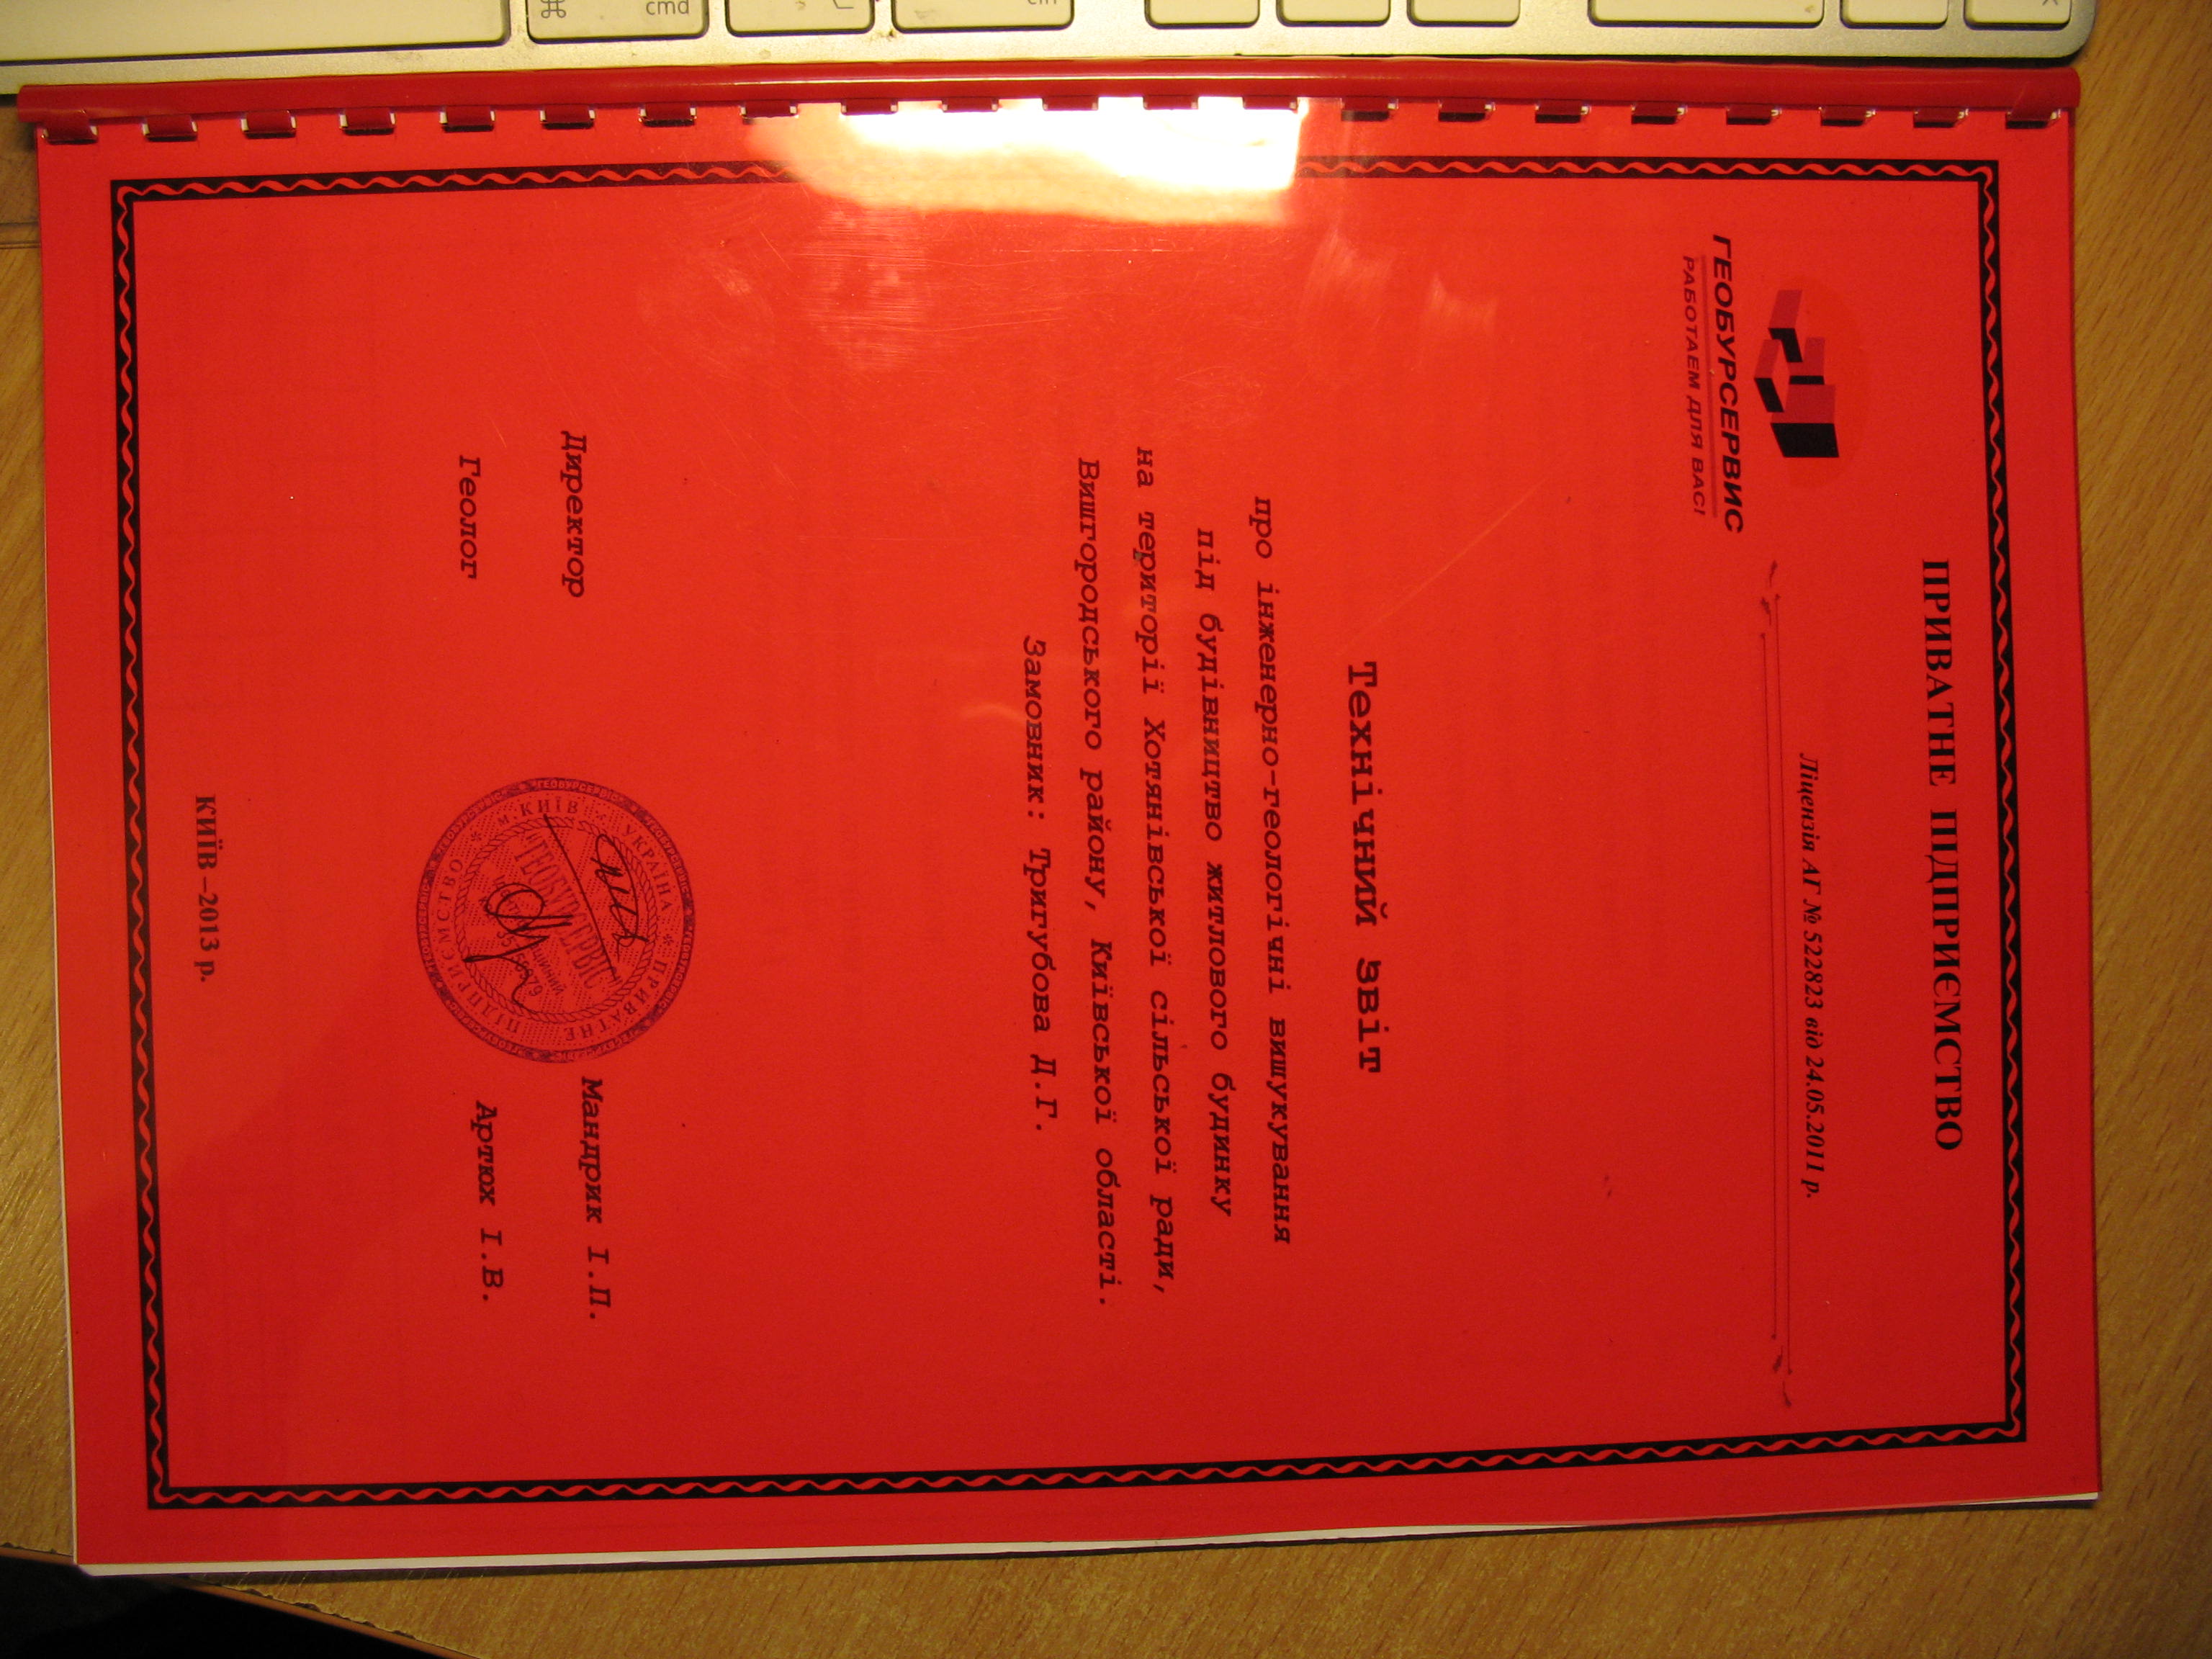 ПРИВАТНЕ ПІДПРИЄМСТВО
ГЕОБУРСЕРВИС
РАБОТАЕМ ДЛЯ ВАС!
Ліцензія АГ № 522823 від 24.05.2011 р.
Технічний звіт
про інженерно-геологічні вишукування
під будівництво житлового будинку
на території Хотянівської сільської ради,
Вишгородського району, Київської області.
Замовник: Тригубова Д.Г.
Директор Мандрик І.П.
Геолог Артюх І.В.
м. КИЇВ * УКРАЇНА * ПРИВАТНЕ ПІДПРИЄМСТВО
ГЕОБУРСЕРВІС
КИЇВ –2013 р.
cmd